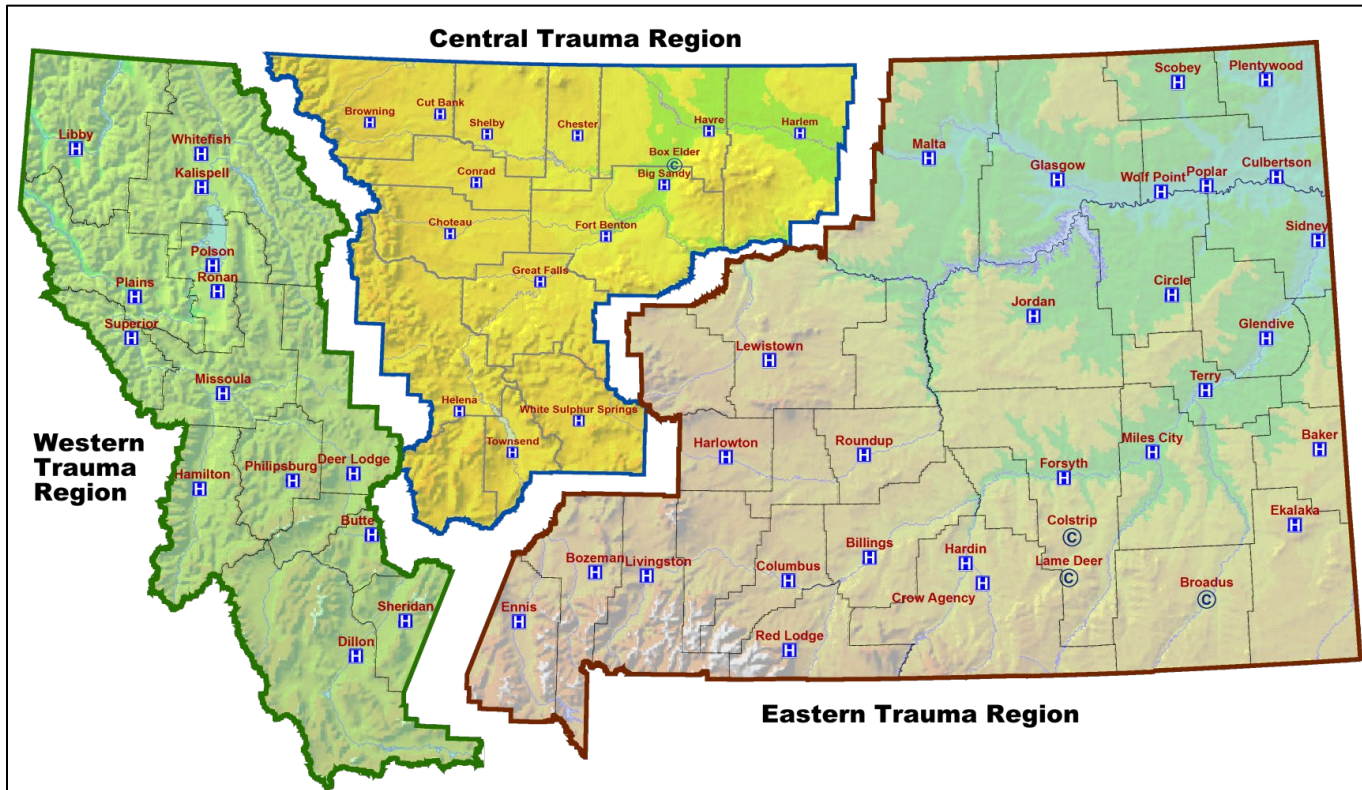 Central Trauma Region
Browning
H
Cut Bank
H
Shelby
H
Chester
H
Havre
H
Harlem
H
Box Elder
C
Big Sandy
H
Conrad
H
Choteau
H
Fort Benton
H
Great Falls
H
Helena
H
White Sulphur Springs
H
Townsend
H
Western
Trauma
Region
Libby
H
Whitefish
H
Kalispell
H
Polson
H
Ronan
H
Plains
H
Superior
H
Missoula
H
Hamilton
H
Philipsburg
H
Deer Lodge
H
Butte
H
Sheridan
H
Dillon
H
Scobey
H
Plentywood
H
Malta
H
Glasgow
H
Wolf Point
H
Poplar
H
Culbertson
H
Sidney
H
Circle
H
Jordan
H
Glendive
H
Lewistown
H
Terry
H
Harlowton
H
Roundup
H
Miles City
H
Baker
H
Forsyth
H
Ekalaka
H
Colstrip
C
Billings
H
Hardin
H
Lame Deer
C
Bozeman
H
Livingston
H
Columbus
H
Crow Agency
H
Broadus
C
Ennis
H
Red Lodge
H
Eastern Trauma Region